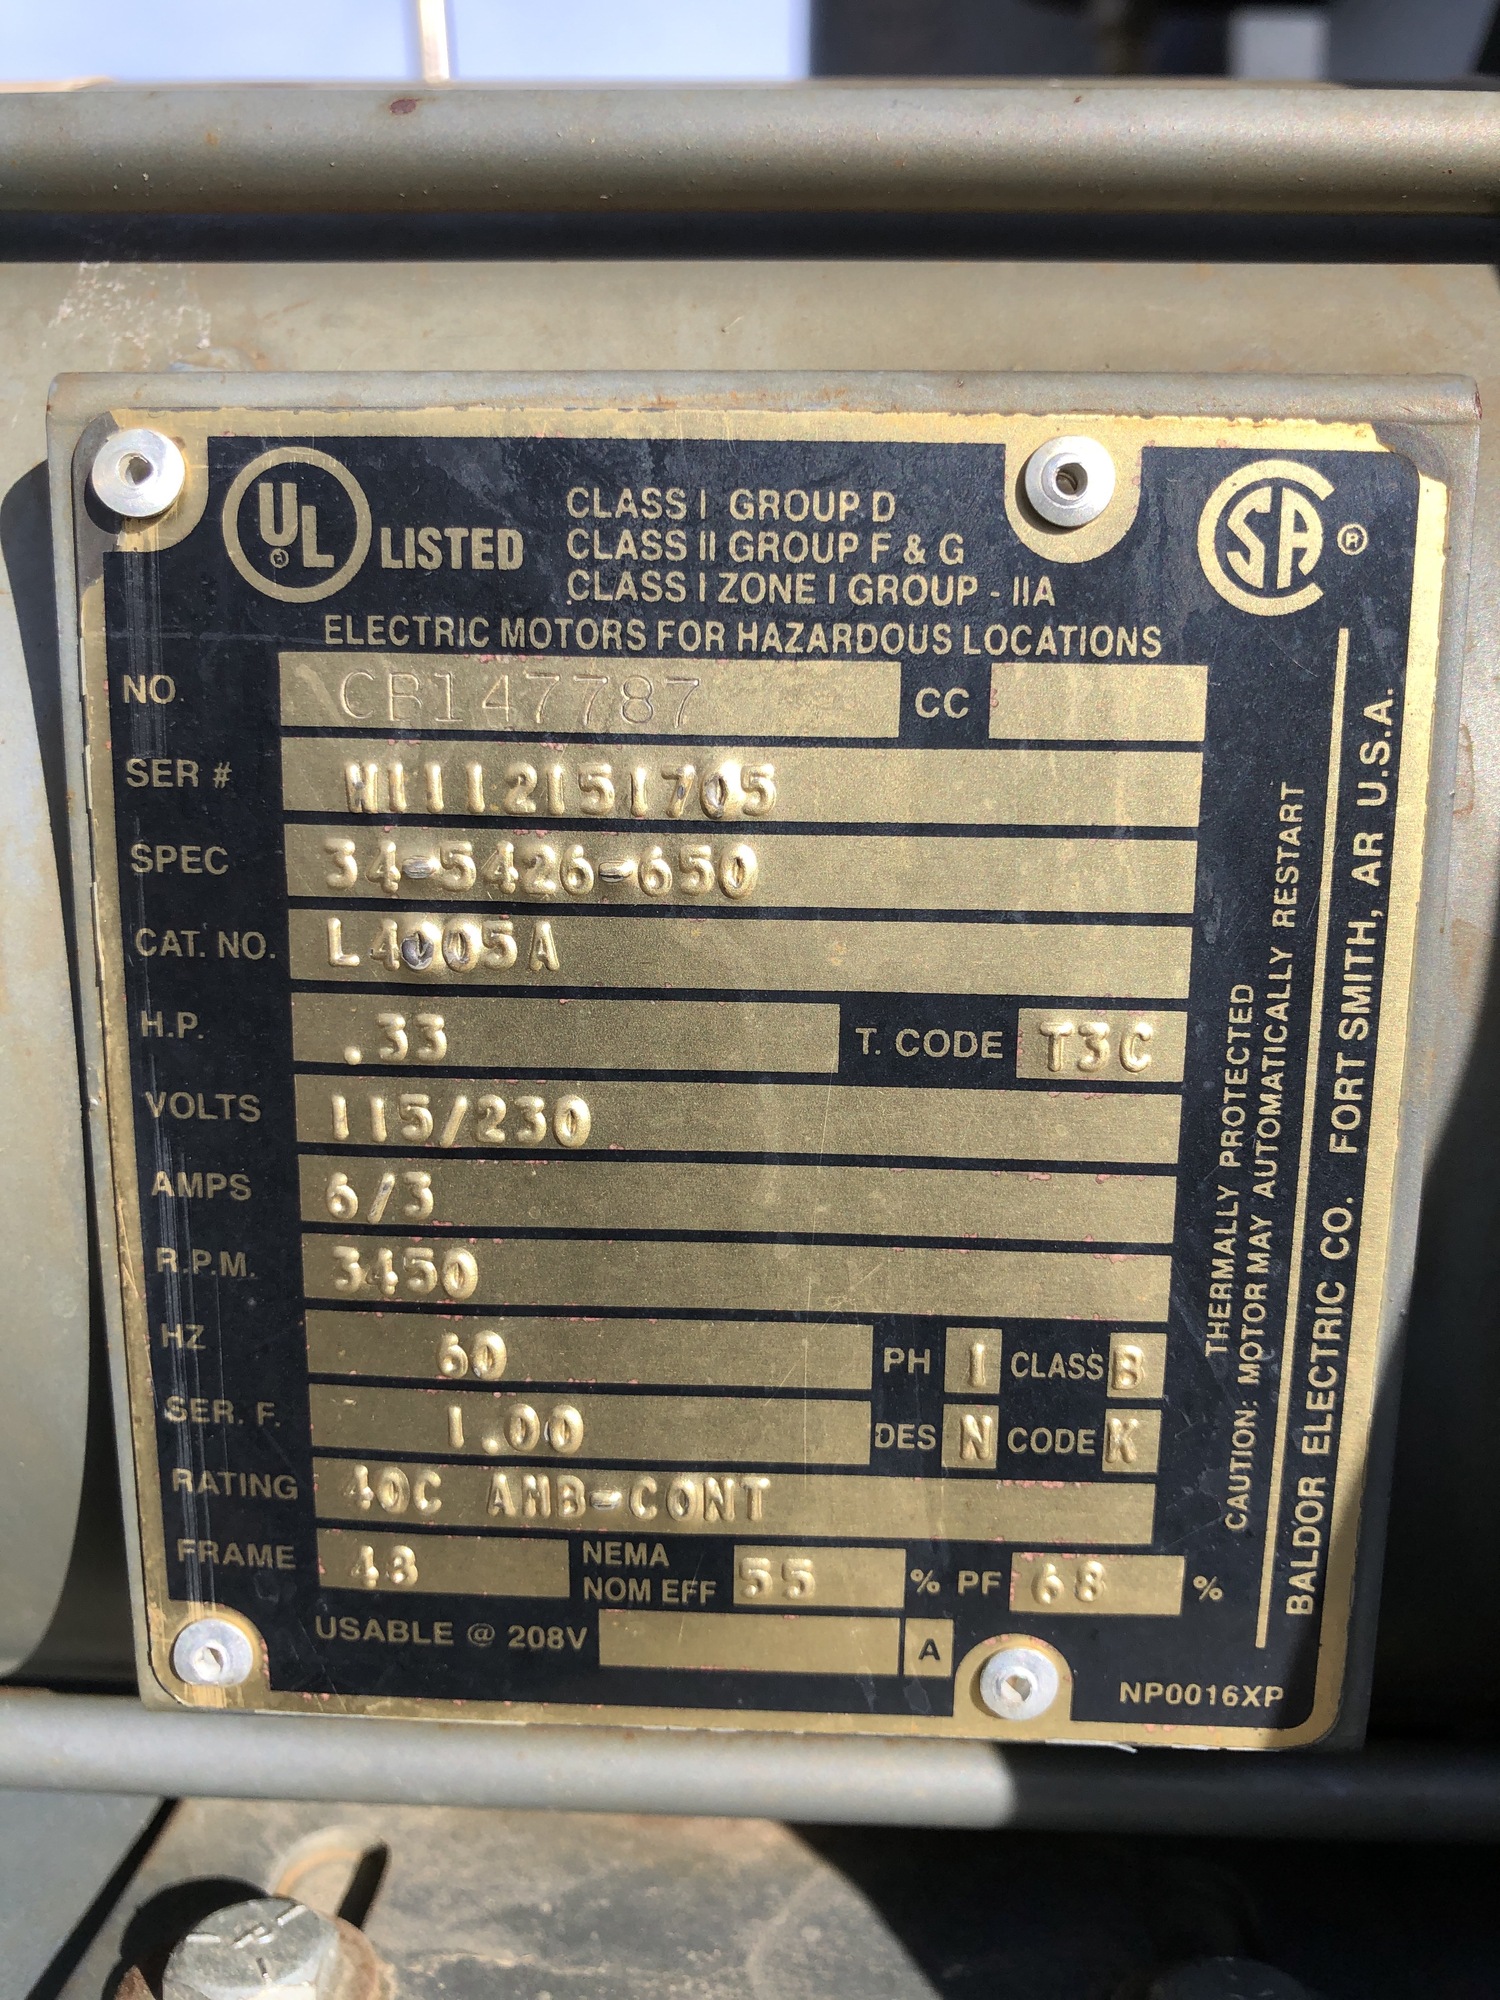 UL® LISTED
CLASS I GROUP D
CLASS II GROUP F & G
CLASS I ZONE I GROUP - IIA
SA ®
ELECTRIC MOTORS FOR HAZARDOUS LOCATIONS
NO. CB147787 CC
SER # W1112151705
SPEC 34-5426-650
CAT. NO. L4005A
H.P. .33 T. CODE T3C
VOLTS 115/230
AMPS 6/3
R.P.M. 3450
HZ 60 PH 1 CLASS B
SER. F. 1.00 DES N CODE K
RATING 40C AMB-CONT
FRAME 48 NEMA NOM EFF 55 % PF 68 %
USABLE @ 208V A
NP0016XP
THERMALLY PROTECTED
CAUTION: MOTOR MAY AUTOMATICALLY RESTART
BALDOR ELECTRIC CO. FORT SMITH, AR U.S.A.